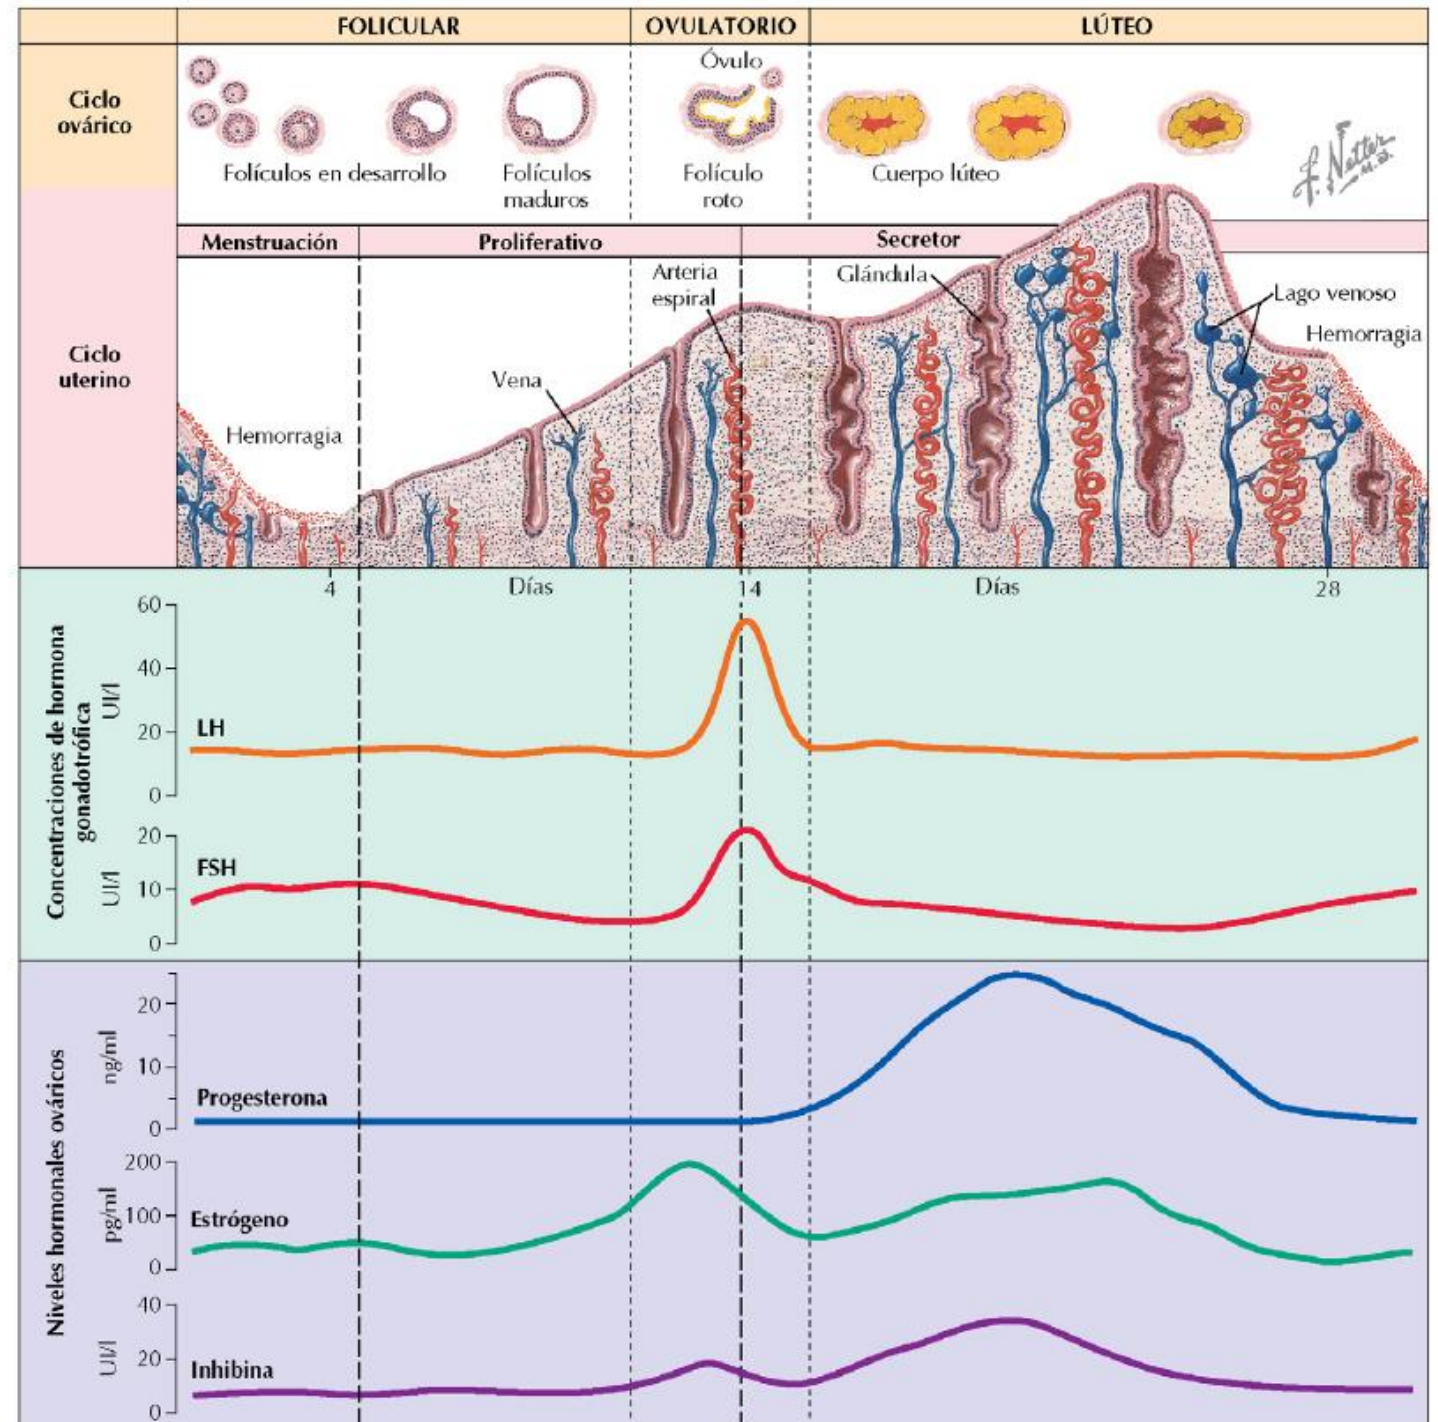 FOLICULAR
OVULATORIO
LÚTEO
Ciclo
ovárico
Óvulo
Folículos en desarrollo
Folículos
maduros
Folículo
roto
Cuerpo lúteo
F. Netter
M.D.
Menstruación
Proliferativo
Secretor
Ciclo
uterino
Arteria
espiral
Glándula
Lago venoso
Hemorragia
Vena
Hemorragia
4
Días
14
Días
28
Concentraciones de hormona
gonadotrófica
UI/l
60
40
20
0
LH
UI/l
20
10
0
FSH
Niveles hormonales ováricos
ng/ml
20
10
0
Progesterona
pg/ml
200
100
0
Estrógeno
UI/l
40
20
0
Inhibina